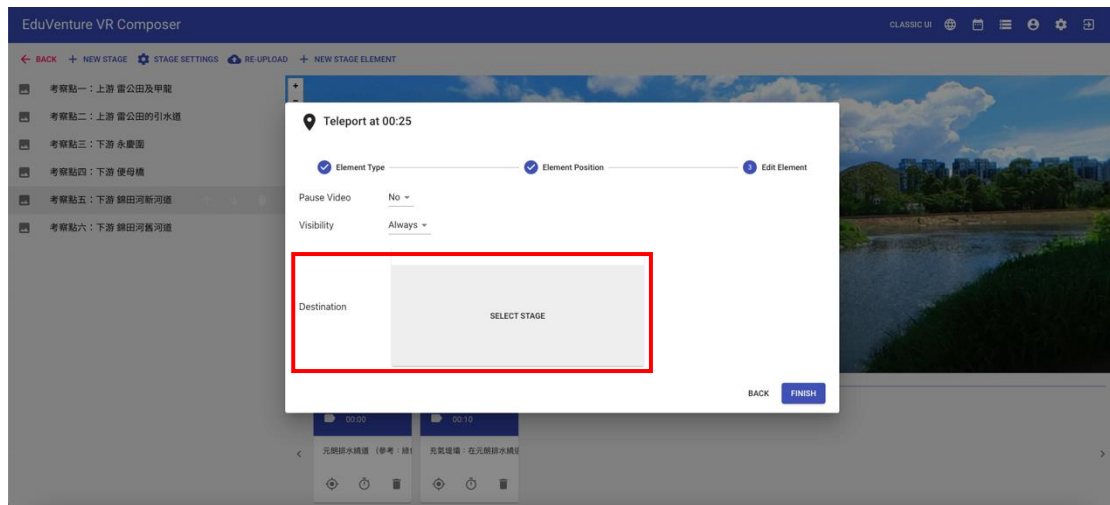 EduVenture VR Composer
CLASSIC UI
BACK + NEW STAGE STAGE SETTINGS RE-UPLOAD + NEW STAGE ELEMENT
考察點一：上游 雷公田及甲龍
考察點二：上游 雷公田的引水道
考察點三：下游 永慶圍
考察點四：下游 便母橋
考察點五：下游 錦田河新河道
考察點六：下游 錦田河舊河道
+
Teleport at 00:25
Element Type
Element Position
3 Edit Element
Pause Video No
Visibility Always
Destination
SELECT STAGE
BACK FINISH
00:00
00:10
元朗排水繞道（參考：
充氣堤壩：在元朗排水繞道